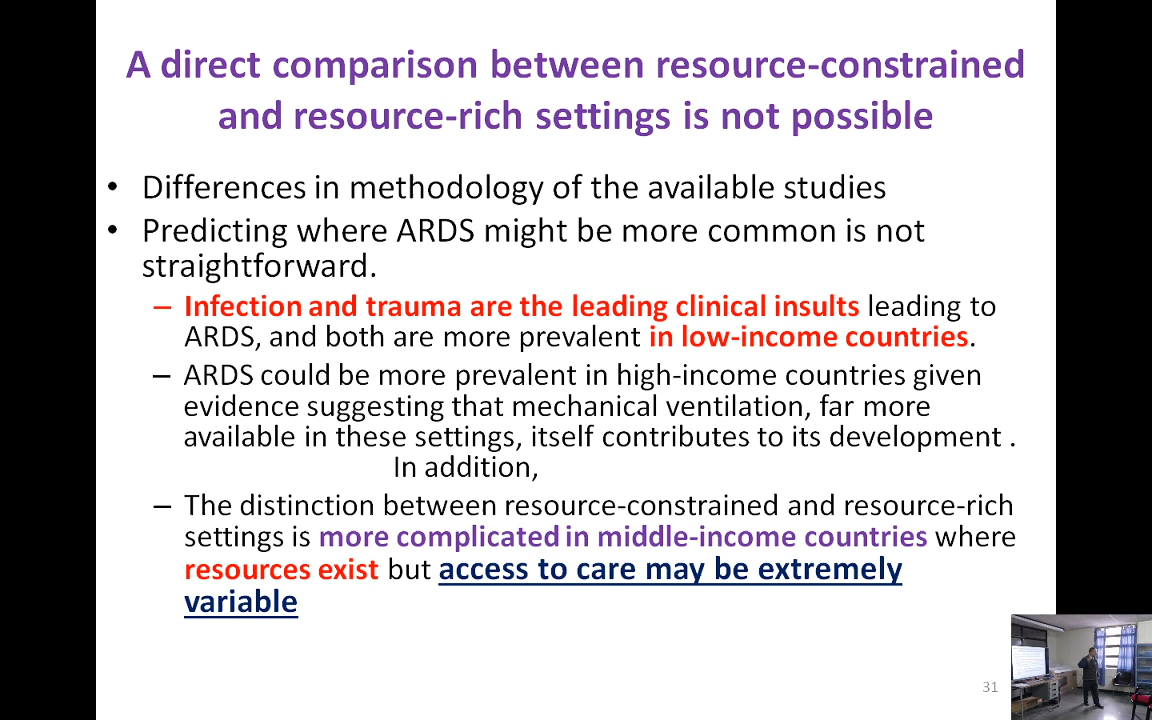 A direct comparison between resource-constrained
and resource-rich settings is not possible
• Differences in methodology of the available studies
• Predicting where ARDS might be more common is not
straightforward.
– Infection and trauma are the leading clinical insults leading to
ARDS, and both are more prevalent in low-income countries.
– ARDS could be more prevalent in high-income countries given
evidence suggesting that mechanical ventilation, far more
available in these settings, itself contributes to its development .
In addition,
– The distinction between resource-constrained and resource-rich
settings is more complicated in middle-income countries where
resources exist but access to care may be extremely
variable
31